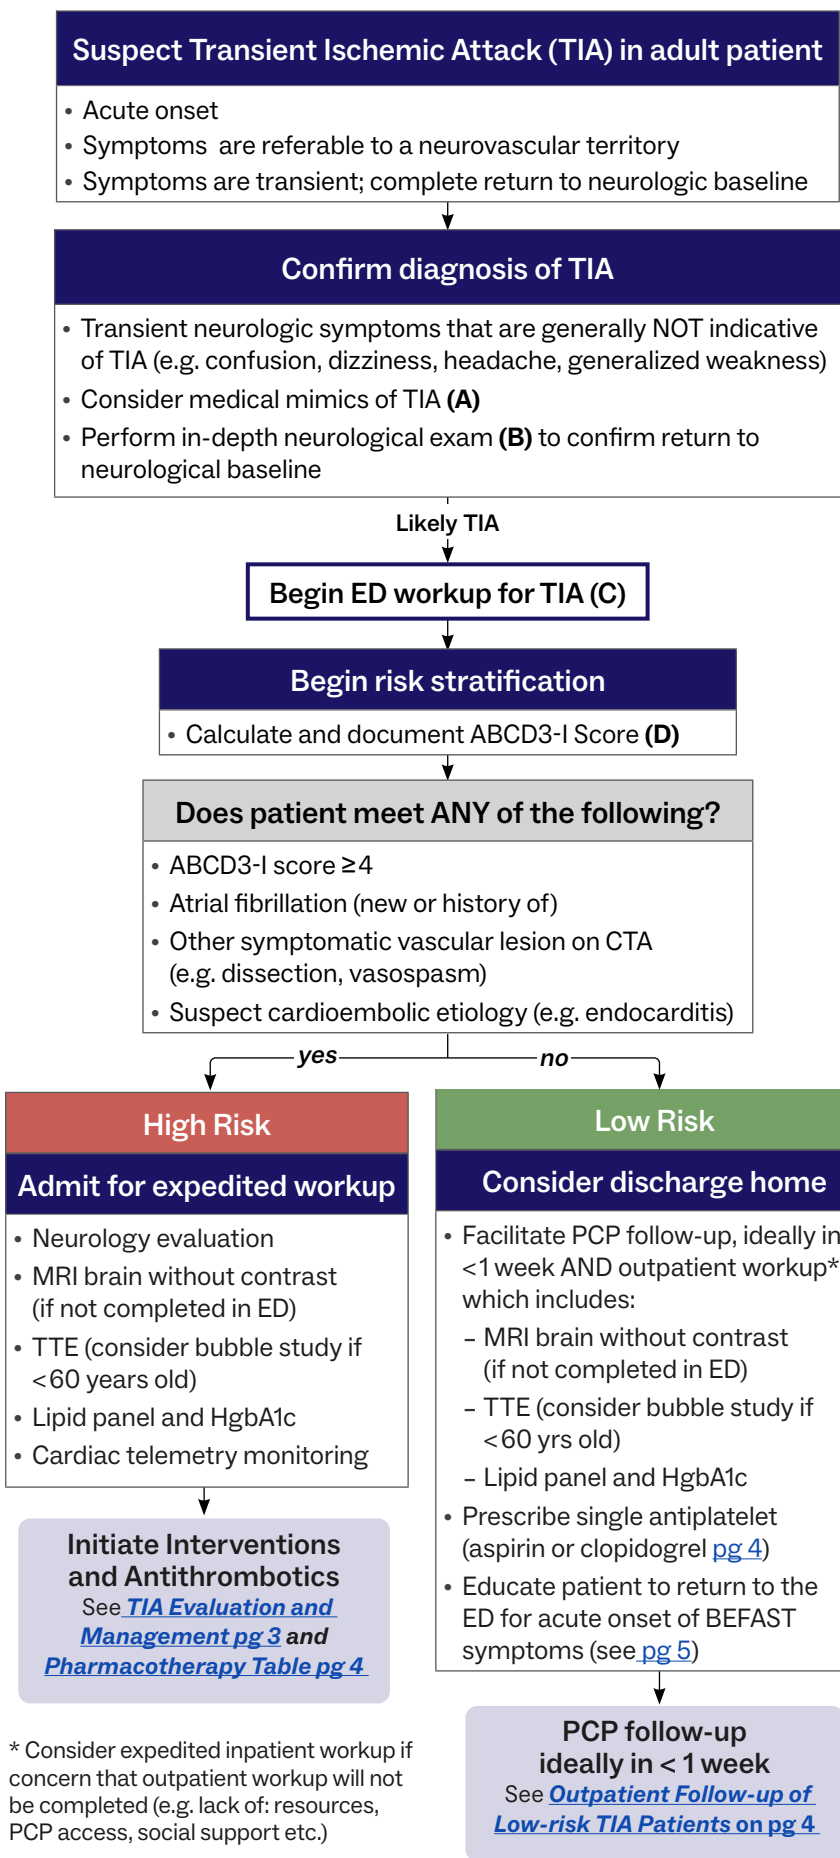 Suspect Transient Ischemic Attack (TIA) in adult patient
• Acute onset
• Symptoms are referable to a neurovascular territory
• Symptoms are transient; complete return to neurologic baseline
Confirm diagnosis of TIA
• Transient neurologic symptoms that are generally NOT indicative
of TIA (e.g. confusion, dizziness, headache, generalized weakness)
• Consider medical mimics of TIA (A)
• Perform in-depth neurological exam (B) to confirm return to
neurological baseline
Likely TIA
Begin ED workup for TIA (C)
Begin risk stratification
• Calculate and document ABCD3-I Score (D)
Does patient meet ANY of the following?
• ABCD3-I score ≥4
• Atrial fibrillation (new or history of)
• Other symptomatic vascular lesion on CTA
(e.g. dissection, vasospasm)
• Suspect cardioembolic etiology (e.g. endocarditis)
yes
no
High Risk
Admit for expedited workup
• Neurology evaluation
• MRI brain without contrast
(if not completed in ED)
• TTE (consider bubble study if
<60 years old)
• Lipid panel and HgbA1c
• Cardiac telemetry monitoring
Initiate Interventions
and Antithrombotics
See TIA Evaluation and
Management pg 3 and
Pharmacotherapy Table pg 4
* Consider expedited inpatient workup if
concern that outpatient workup will not
be completed (e.g. lack of: resources,
PCP access, social support etc.)
Low Risk
Consider discharge home
• Facilitate PCP follow-up, ideally in
<1 week AND outpatient workup*
which includes:
– MRI brain without contrast
(if not completed in ED)
– TTE (consider bubble study if
<60 yrs old)
– Lipid panel and HgbA1c
• Prescribe single antiplatelet
(aspirin or clopidogrel pg 4)
• Educate patient to return to the
ED for acute onset of BEFAST
symptoms (see pg 5)
PCP follow-up
ideally in < 1 week
See Outpatient Follow-up of
Low-risk TIA Patients on pg 4